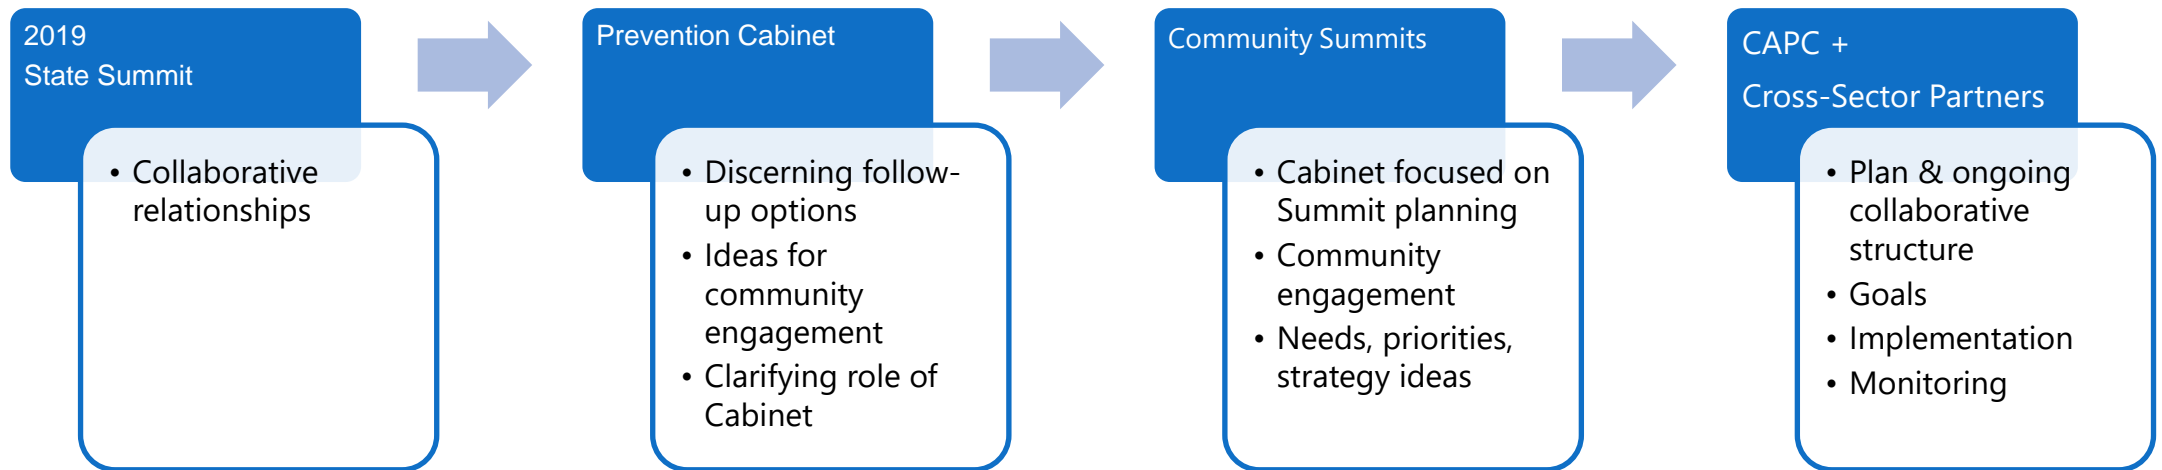 2019
State Summit
• Collaborative
relationships
Prevention Cabinet
• Discerning follow-
up options
• Ideas for
community
engagement
• Clarifying role of
Cabinet
Community Summits
• Cabinet focused on
Summit planning
• Community
engagement
• Needs, priorities,
strategy ideas
CAPC +
Cross-Sector Partners
• Plan & ongoing
collaborative
structure
• Goals
• Implementation
• Monitoring